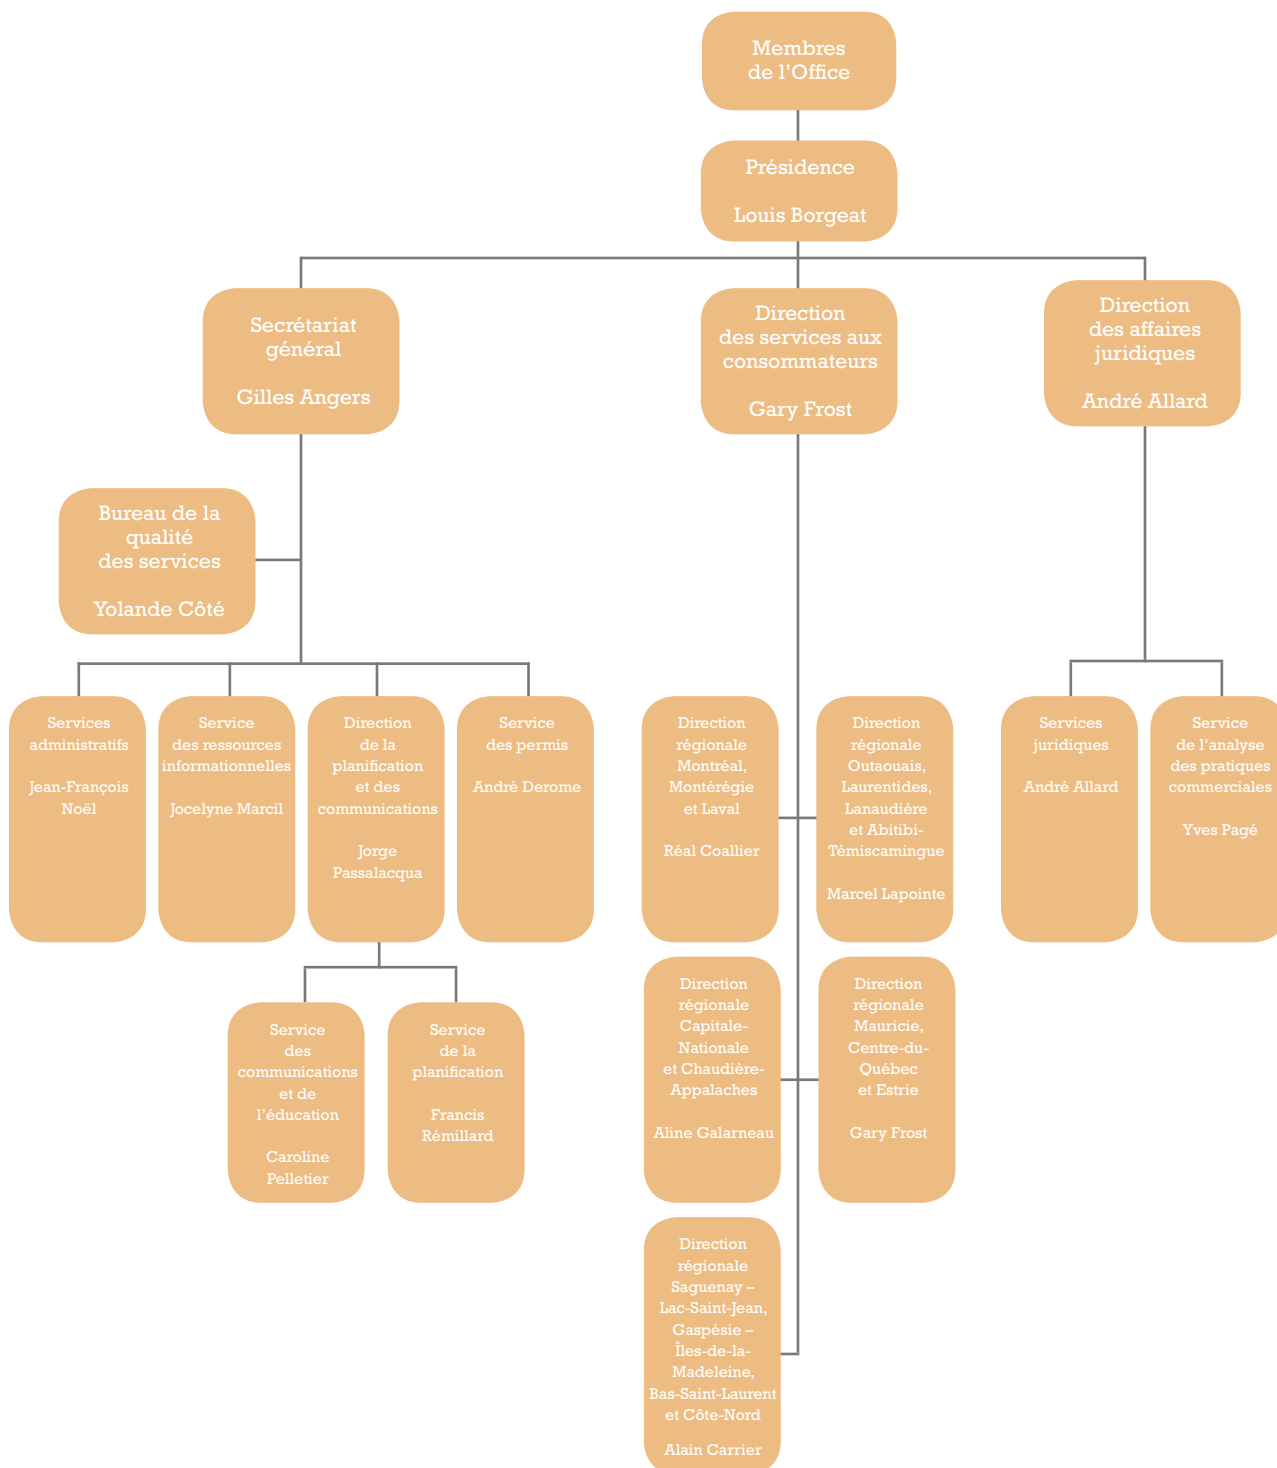 Membres
de l'Office
Présidence
Louis Borgeat
Secrétariat
général
Gilles Angers
Direction
des services aux
consommateurs
Gary Frost
Direction
des affaires
juridiques
André Allard
Bureau de la
qualité
des services
Yolande Côté
Services
administratifs
Jean-François
Noël
Service
des ressources
informationnelles
Jocelyne Marcil
Direction
de la
planification
et des
communications
Jorge
Passalacqua
Service
des permis
André Derome
Direction
régionale
Montréal,
Montérégie
et Laval
Réal Coallier
Direction
régionale
Outaouais,
Laurentides,
Lanaudière
et Abitibi-
Témiscamingue
Marcel Lapointe
Services
juridiques
André Allard
Service
de l'analyse
des pratiques
commerciales
Yves Pagé
Service
des
communications
et de
l'éducation
Caroline
Pelletier
Service
de la
planification
Francis
Rémillard
Direction
régionale
Capitale-
Nationale
et Chaudière-
Appalaches
Aline Galarneau
Direction
régionale
Mauricie,
Centre-du-
Québec
et Estrie
Gary Frost
Direction
régionale
Saguenay –
Lac-Saint-Jean,
Gaspésie –
Îles-de-la-
Madeleine,
Bas-Saint-Laurent
et Côte-Nord
Alain Carrier